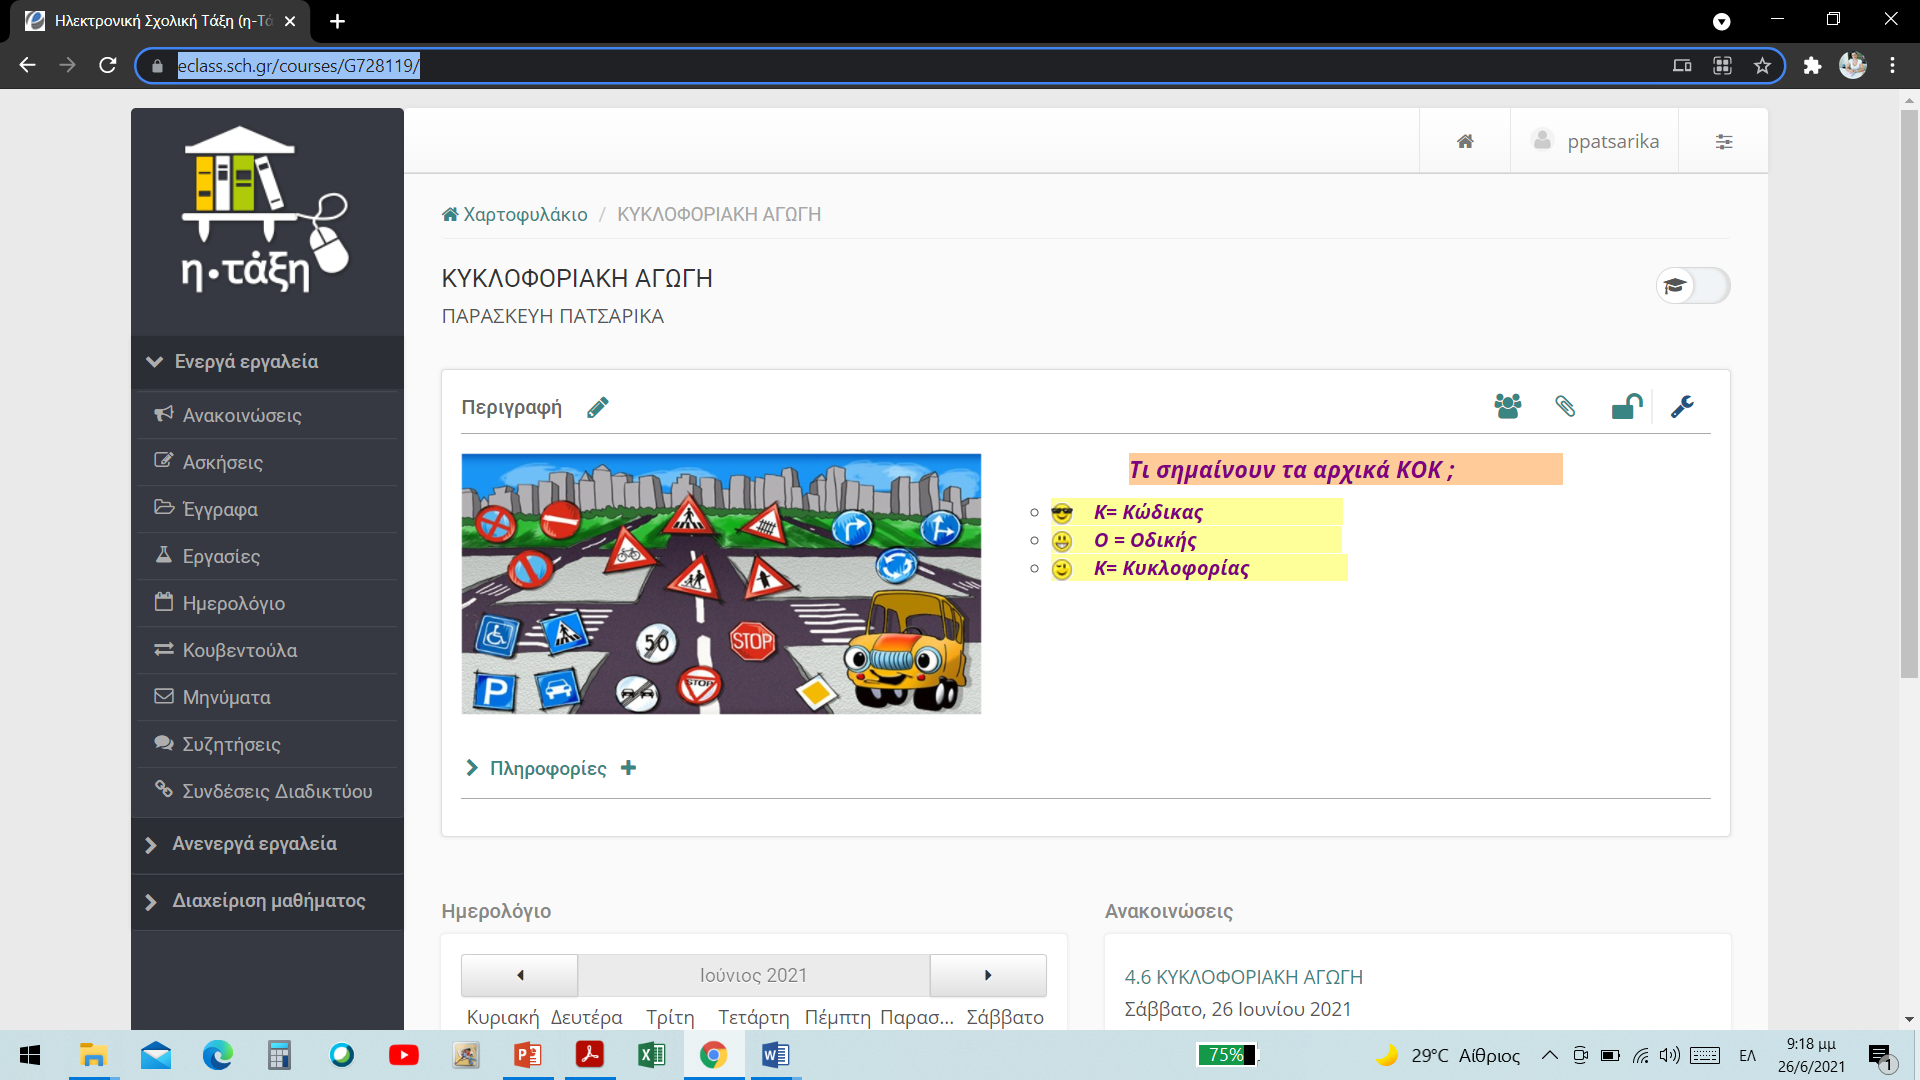 Ηλεκτρονική Σχολική Τάξη (η-Τά
eclass.sch.gr/courses/G728119/
η·τάξη
ppatsarika
Χαρτοφυλάκιο / ΚΥΚΛΟΦΟΡΙΑΚΗ ΑΓΩΓΗ
ΚΥΚΛΟΦΟΡΙΑΚΗ ΑΓΩΓΗ
ΠΑΡΑΣΚΕΥΗ ΠΑΤΣΑΡΙΚΑ
Ενεργά εργαλεία
Ανακοινώσεις
Ασκήσεις
Έγγραφα
Εργασίες
Ημερολόγιο
Κουβεντούλα
Μηνύματα
Συζητήσεις
Συνδέσεις Διαδικτύου
Ανενεργά εργαλεία
Διαχείριση μαθήματος
Περιγραφή
50
STOP
P
STOP
Τι σημαίνουν τα αρχικά ΚΟΚ ;
Κ= Κώδικας
Ο = Οδικής
Κ= Κυκλοφορίας
Πληροφορίες
Ημερολόγιο
Ιούνιος 2021
Κυριακή Δευτέρα Τρίτη Τετάρτη Πέμπτη Παρασ... Σάββατο
Ανακοινώσεις
4.6 ΚΥΚΛΟΦΟΡΙΑΚΗ ΑΓΩΓΗ
Σάββατο, 26 Ιουνίου 2021
75%
29°C Αίθριος
ΕΛ
9:18 μμ
26/6/2021
1